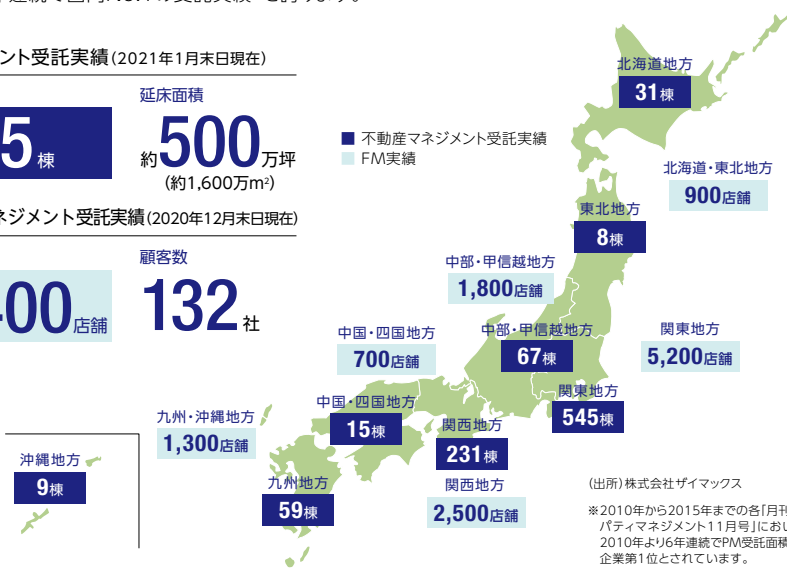 ント受託実績(2021年1月末日現在)
5棟
延床面積
約500万坪
(約1,600万m²)
ネジメント受託実績(2020年12月末日現在)
00店舗
顧客数
132社
■ 不動産マネジメント受託実績
■ FM実績
北海道地方
31棟
北海道・東北地方
900店舗
東北地方
8棟
中部・甲信越地方
1,800店舗
中部・甲信越地方
67棟
関東地方
5,200店舗
関東地方
545棟
中国・四国地方
700店舗
中国・四国地方
15棟
関西地方
231棟
関西地方
2,500店舗
九州・沖縄地方
1,300店舗
九州地方
59棟
沖縄地方
9棟
(出所)株式会社ザイマックス
※2010年から2015年までの各「月刊
パティマネジメント11月号」におい
2010年より6年連続でPM受託面積
企業第1位とされています。